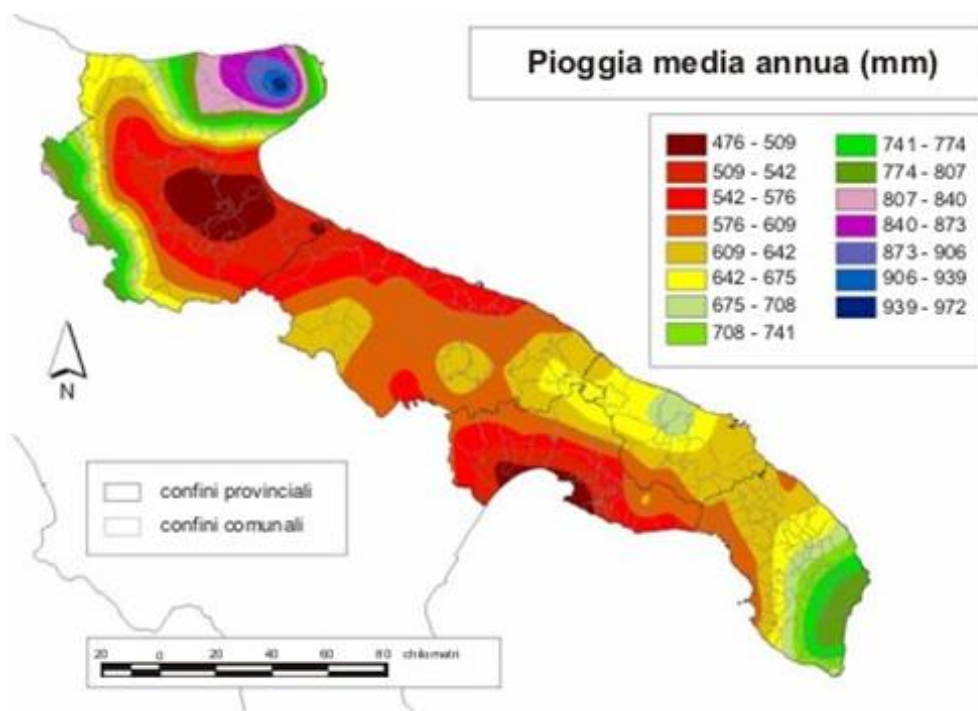 Pioggia media annua (mm)
476 - 509
509 - 542
542 - 576
576 - 609
609 - 642
642 - 675
675 - 708
708 - 741
741 - 774
774 - 807
807 - 840
840 - 873
873 - 906
906 - 939
939 - 972
N
confini provinciali
confini comunali
20 0 20 40 60 80 chilometri